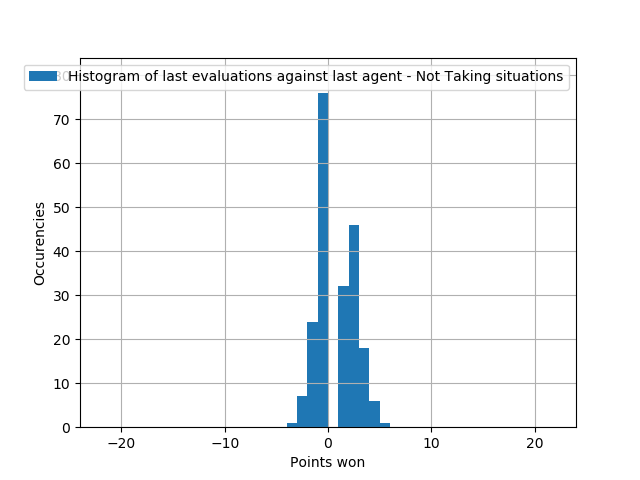 Histogram of last evaluations against last agent - Not Taking situations
80
70
60
50
40
30
20
10
0
Occurencies
−20 −10 0 10 20
Points won